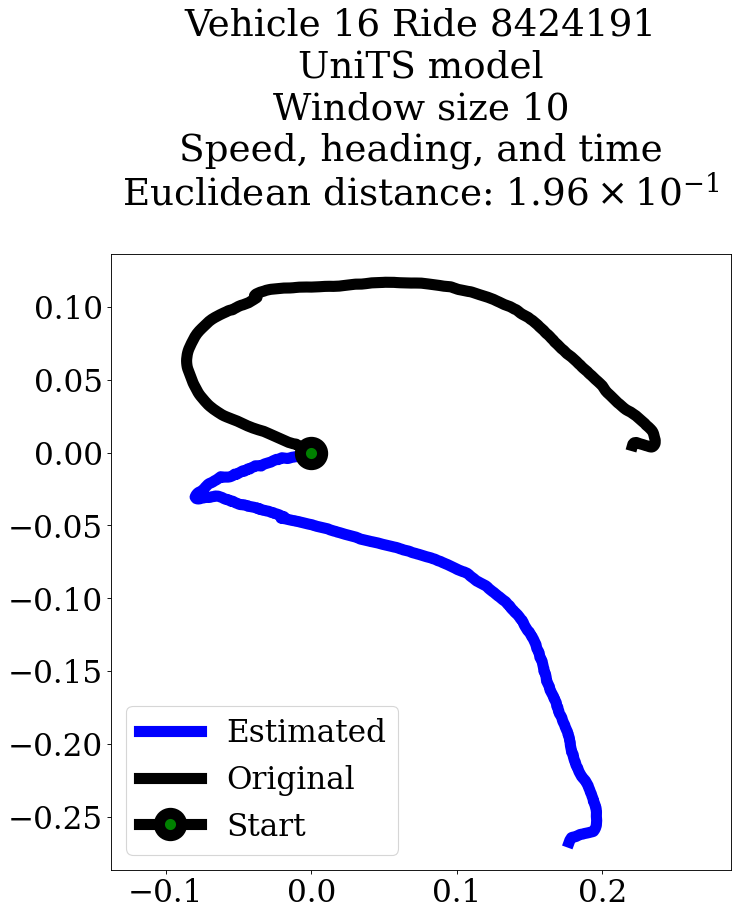 Vehicle 16 Ride 8424191
UniTS model
Window size 10
Speed, heading, and time
Euclidean distance: $1.96 \times 10^{-1}$
0.10
0.05
0.00
−0.05
−0.10
−0.15
−0.20
−0.25
Estimated
Original
Start
−0.1
0.0
0.1
0.2